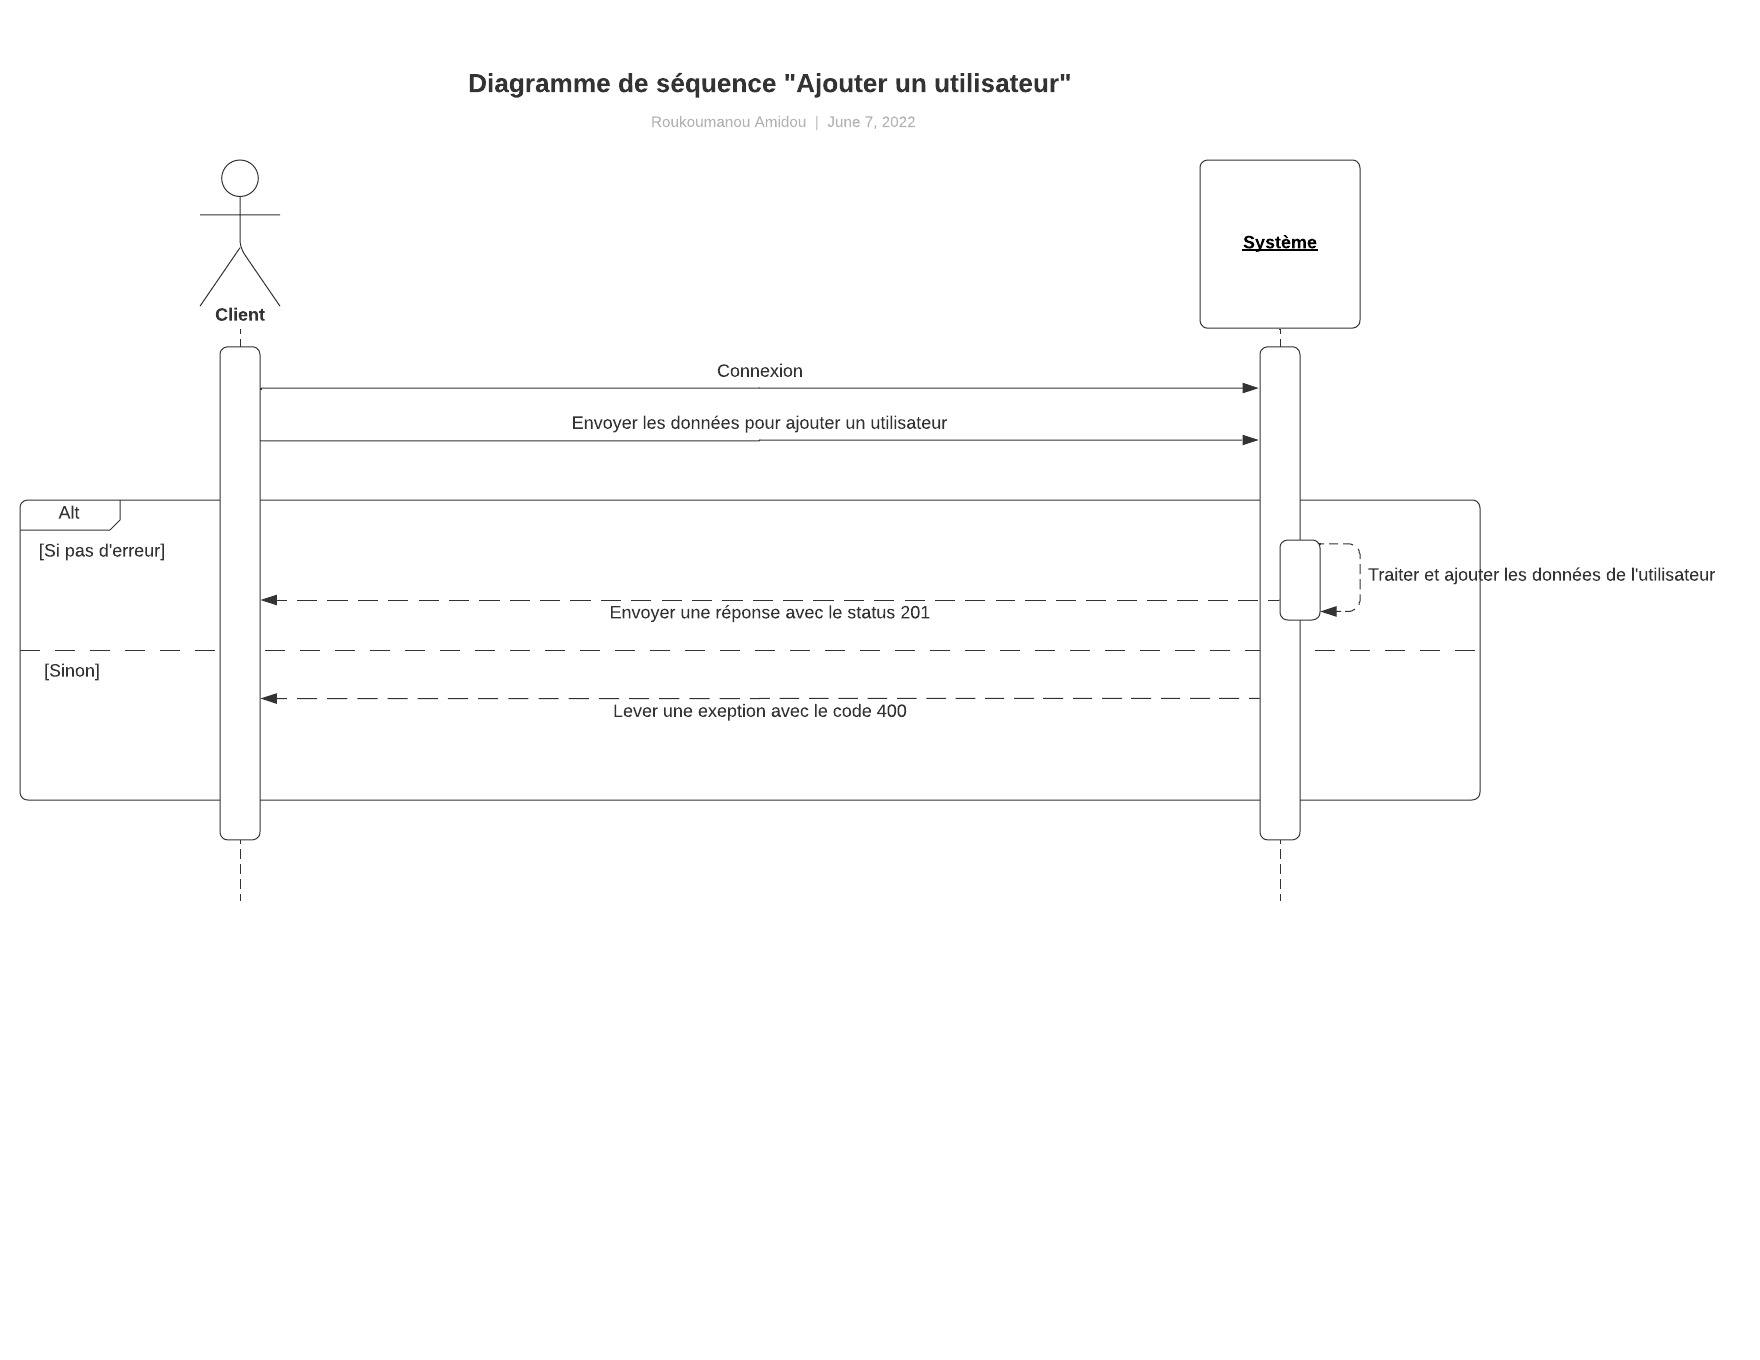 Diagramme de séquence "Ajouter un utilisateur"
Roukoumanou Amidou | June 7, 2022
Système
Client
Connexion
Envoyer les données pour ajouter un utilisateur
Alt
[Si pas d'erreur]
Traiter et ajouter les données de l'utilisateur
Envoyer une réponse avec le status 201
[Sinon]
Lever une exeption avec le code 400